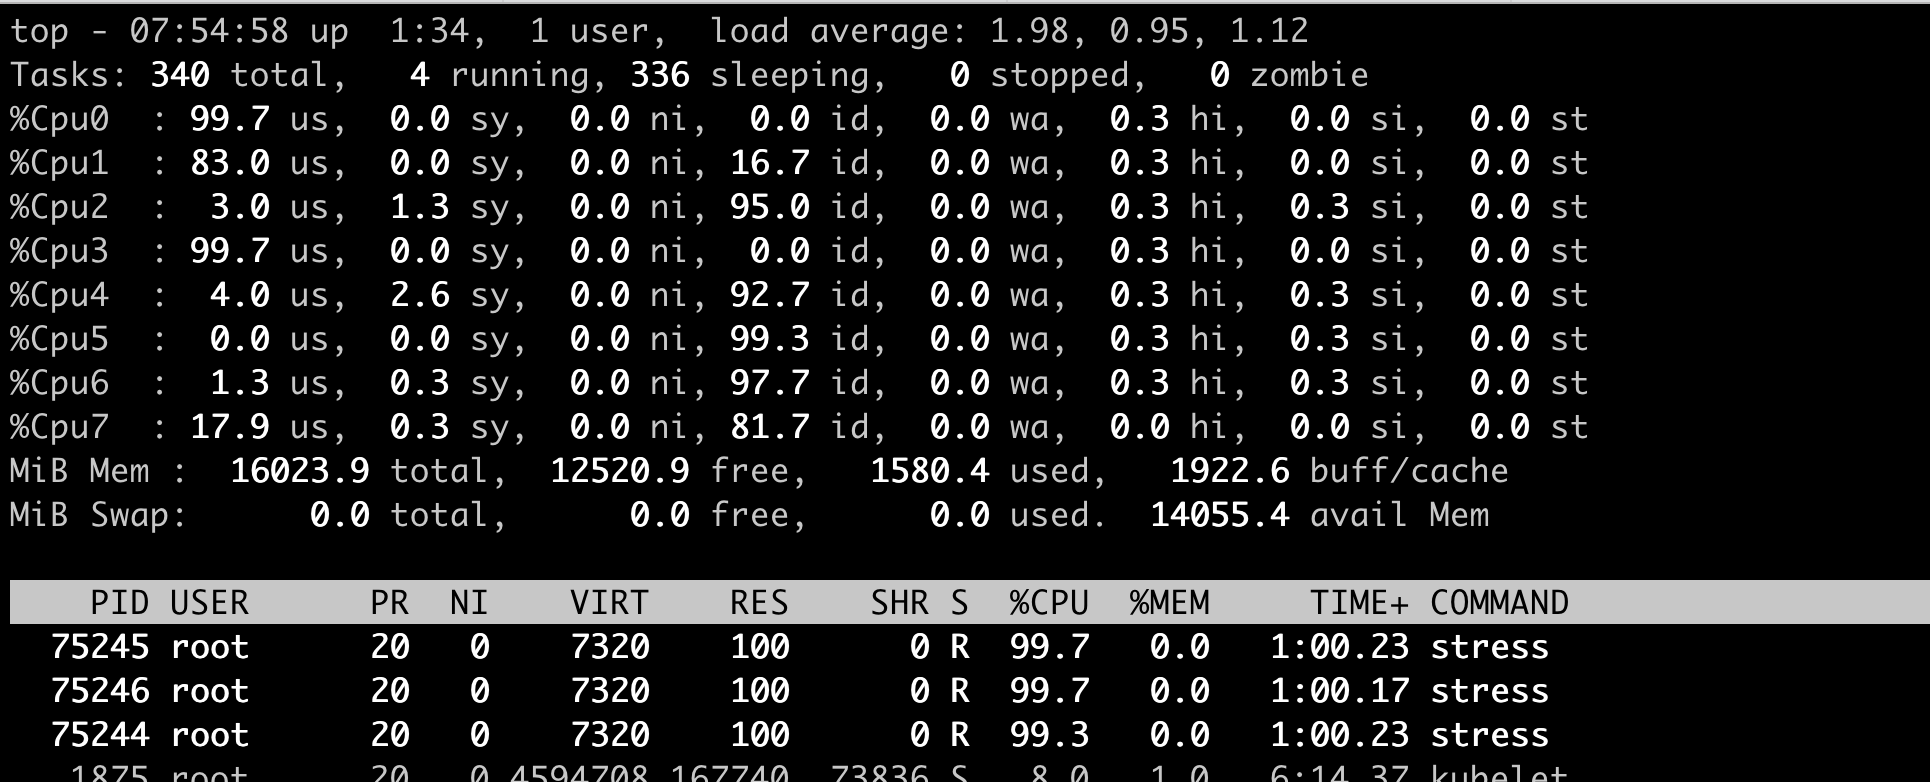 top - 07:54:58 up  1:34,  1 user,  load average: 1.98, 0.95, 1.12
Tasks: 340 total,   4 running, 336 sleeping,   0 stopped,   0 zombie
%Cpu0  : 99.7 us,  0.0 sy,  0.0 ni,  0.0 id,  0.0 wa,  0.3 hi,  0.0 si,  0.0 st
%Cpu1  : 83.0 us,  0.0 sy,  0.0 ni, 16.7 id,  0.0 wa,  0.3 hi,  0.0 si,  0.0 st
%Cpu2  :  3.0 us,  1.3 sy,  0.0 ni, 95.0 id,  0.0 wa,  0.3 hi,  0.3 si,  0.0 st
%Cpu3  : 99.7 us,  0.0 sy,  0.0 ni,  0.0 id,  0.0 wa,  0.3 hi,  0.0 si,  0.0 st
%Cpu4  :  4.0 us,  2.6 sy,  0.0 ni, 92.7 id,  0.0 wa,  0.3 hi,  0.3 si,  0.0 st
%Cpu5  :  0.0 us,  0.0 sy,  0.0 ni, 99.3 id,  0.0 wa,  0.3 hi,  0.3 si,  0.0 st
%Cpu6  :  1.3 us,  0.3 sy,  0.0 ni, 97.7 id,  0.0 wa,  0.3 hi,  0.3 si,  0.0 st
%Cpu7  : 17.9 us,  0.3 sy,  0.0 ni, 81.7 id,  0.0 wa,  0.0 hi,  0.0 si,  0.0 st
MiB Mem :  16023.9 total,  12520.9 free,   1580.4 used,   1922.6 buff/cache
MiB Swap:      0.0 total,      0.0 free,      0.0 used.  14055.4 avail Mem
    PID USER      PR  NI    VIRT    RES    SHR S  %CPU  %MEM     TIME+ COMMAND
  75245 root      20   0    7320    100      0 R  99.7   0.0   1:00.23 stress
  75246 root      20   0    7320    100      0 R  99.7   0.0   1:00.17 stress
  75244 root      20   0    7320    100      0 R  99.3   0.0   1:00.23 stress
   1875 root      20   0 4594708 167740  73836 S   8.0   1.0   6:14.37 kubelet